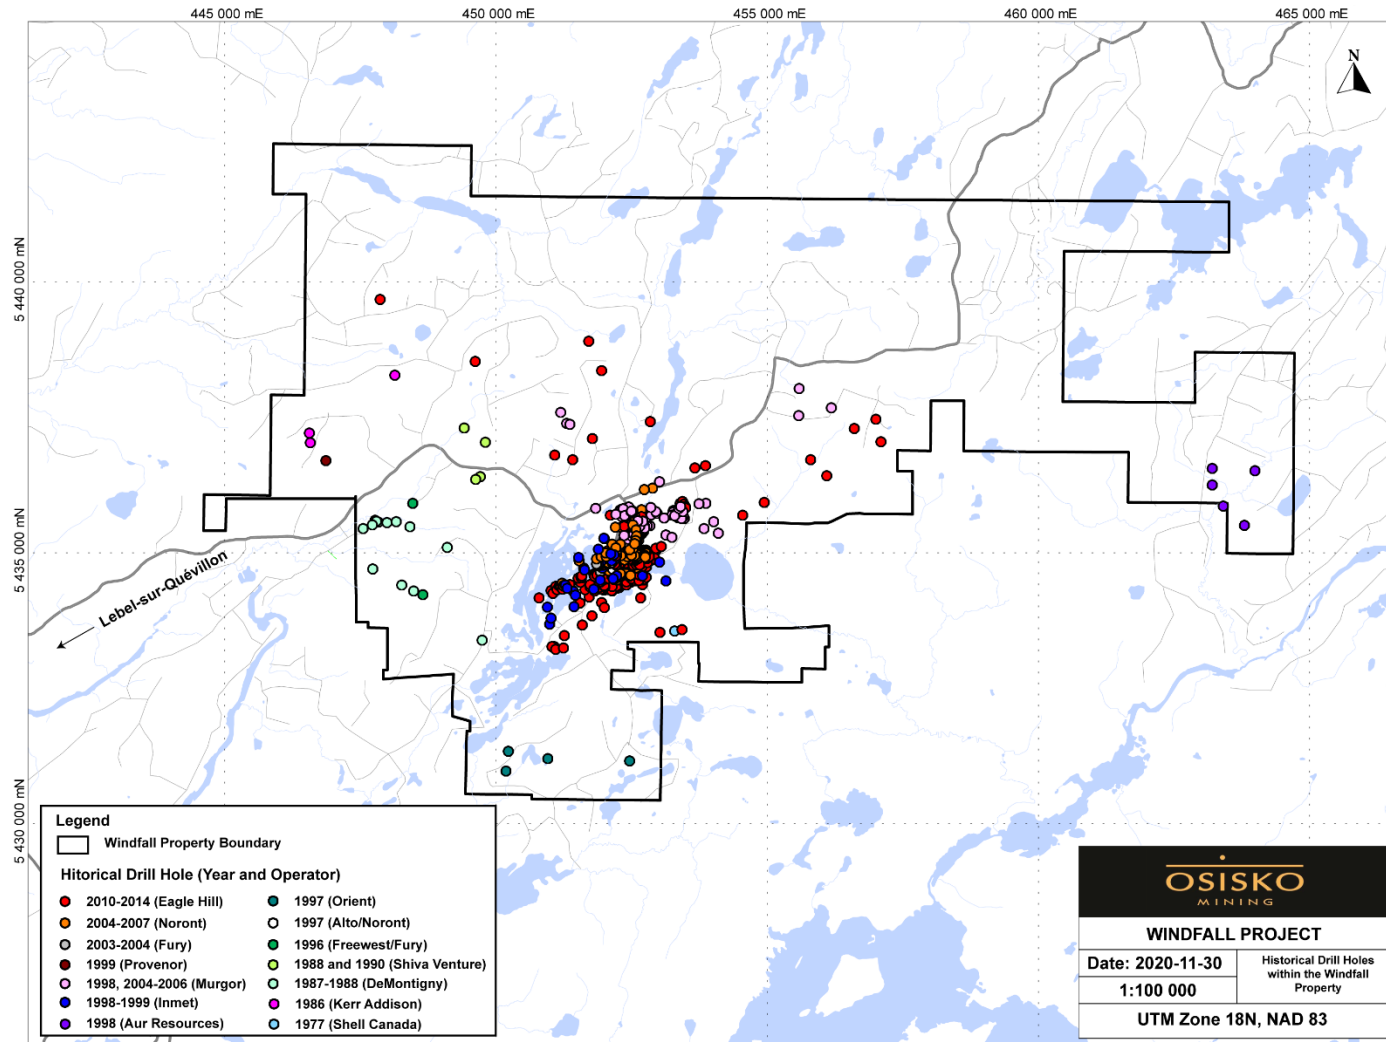 445 000 mE
450 000 mE
455 000 mE
460 000 mE
465 000 mE
N
5 440 000 mN
5 435 000 mN
5 430 000 mN
Lebel-sur-Quévillon
Legend
Windfall Property Boundary
Hitorical Drill Hole (Year and Operator)
2010-2014 (Eagle Hill)
2004-2007 (Noront)
2003-2004 (Fury)
1999 (Provenor)
1998, 2004-2006 (Murgor)
1998-1999 (Inmet)
1998 (Aur Resources)
1997 (Orient)
1997 (Alto/Noront)
1996 (Freewest/Fury)
1988 and 1990 (Shiva Venture)
1987-1988 (DeMontigny)
1986 (Kerr Addison)
1977 (Shell Canada)
OSISKO
MINING
WINDFALL PROJECT
Date: 2020-11-30
1:100 000
Historical Drill Holes
within the Windfall
Property
UTM Zone 18N, NAD 83